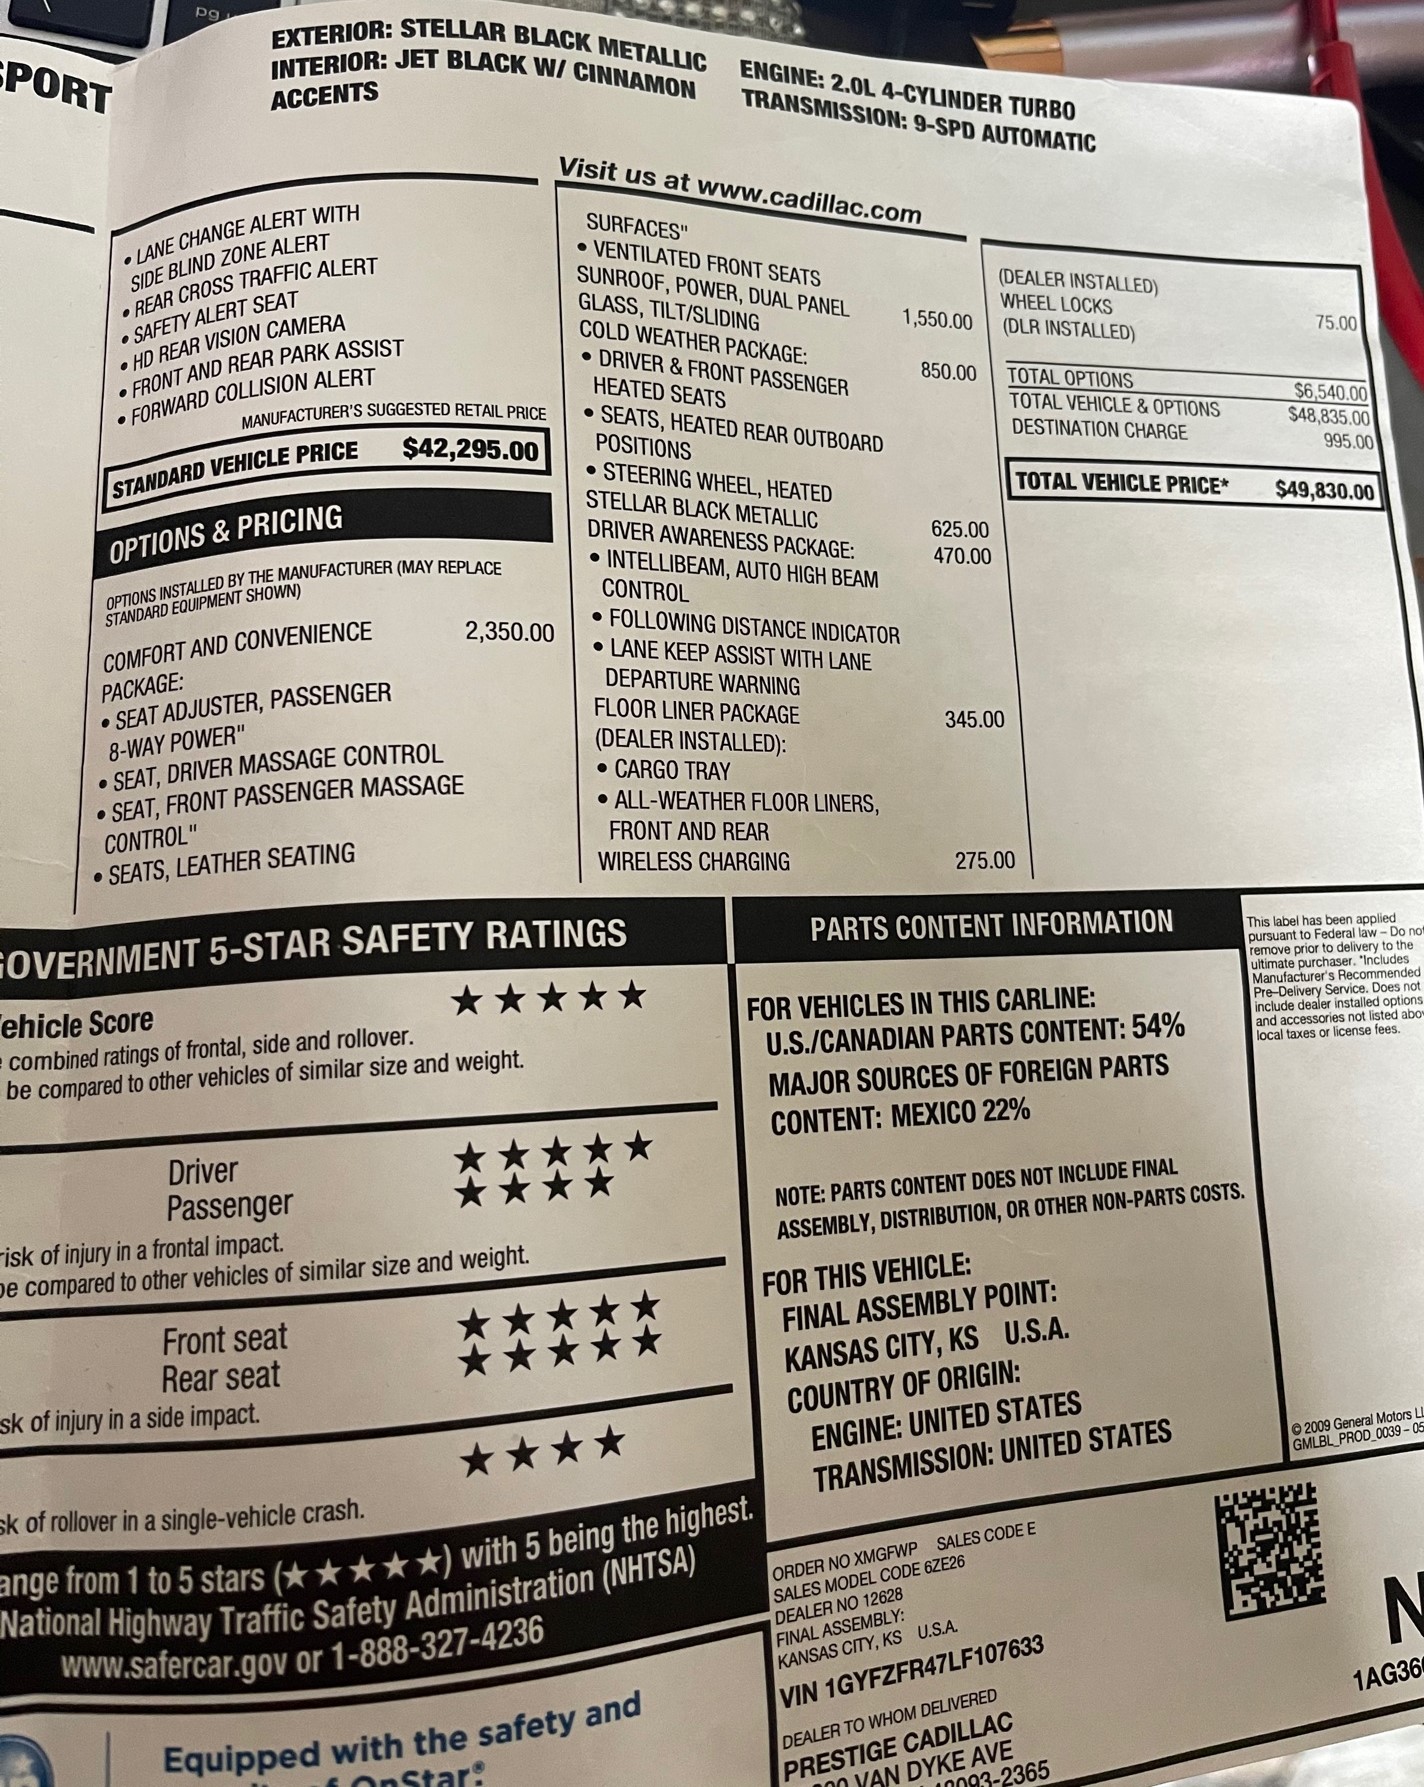 pg
SPORT
EXTERIOR: STELLAR BLACK METALLIC
INTERIOR: JET BLACK W/ CINNAMON
ACCENTS
ENGINE: 2.0L 4-CYLINDER TURBO
TRANSMISSION: 9-SPD AUTOMATIC
Visit us at www.cadillac.com
• LANE CHANGE ALERT WITH
SIDE BLIND ZONE ALERT
• REAR CROSS TRAFFIC ALERT
• SAFETY ALERT SEAT
• HD REAR VISION CAMERA
• FRONT AND REAR PARK ASSIST
• FORWARD COLLISION ALERT
MANUFACTURER'S SUGGESTED RETAIL PRICE
STANDARD VEHICLE PRICE $42,295.00
OPTIONS & PRICING
OPTIONS INSTALLED BY THE MANUFACTURER (MAY REPLACE
STANDARD EQUIPMENT SHOWN)
COMFORT AND CONVENIENCE 2,350.00
PACKAGE:
• SEAT ADJUSTER, PASSENGER
8-WAY POWER"
• SEAT, DRIVER MASSAGE CONTROL
• SEAT, FRONT PASSENGER MASSAGE
CONTROL"
• SEATS, LEATHER SEATING
SURFACES"
• VENTILATED FRONT SEATS
SUNROOF, POWER, DUAL PANEL 1,550.00
GLASS, TILT/SLIDING
COLD WEATHER PACKAGE: 850.00
• DRIVER & FRONT PASSENGER
HEATED SEATS
• SEATS, HEATED REAR OUTBOARD
POSITIONS
• STEERING WHEEL, HEATED
STELLAR BLACK METALLIC 625.00
DRIVER AWARENESS PACKAGE: 470.00
• INTELLIBEAM, AUTO HIGH BEAM
CONTROL
• FOLLOWING DISTANCE INDICATOR
• LANE KEEP ASSIST WITH LANE
DEPARTURE WARNING
FLOOR LINER PACKAGE 345.00
(DEALER INSTALLED):
• CARGO TRAY
• ALL-WEATHER FLOOR LINERS,
FRONT AND REAR
WIRELESS CHARGING 275.00
(DEALER INSTALLED)
WHEEL LOCKS 75.00
(DLR INSTALLED)
TOTAL OPTIONS $6,540.00
TOTAL VEHICLE & OPTIONS $48,835.00
DESTINATION CHARGE 995.00
TOTAL VEHICLE PRICE* $49,830.00
GOVERNMENT 5-STAR SAFETY RATINGS
Vehicle Score ★★★★★
combined ratings of frontal, side and rollover.
be compared to other vehicles of similar size and weight.
Driver ★★★★★
Passenger ★★★★
risk of injury in a frontal impact.
be compared to other vehicles of similar size and weight.
Front seat ★★★★★
Rear seat ★★★★★
sk of injury in a side impact.
★★★★
sk of rollover in a single-vehicle crash.
ange from 1 to 5 stars (★★★★★) with 5 being the highest.
National Highway Traffic Safety Administration (NHTSA)
www.safercar.gov or 1-888-327-4236
Equipped with the safety and
OnStar®
PARTS CONTENT INFORMATION
FOR VEHICLES IN THIS CARLINE:
U.S./CANADIAN PARTS CONTENT: 54%
MAJOR SOURCES OF FOREIGN PARTS
CONTENT: MEXICO 22%
NOTE: PARTS CONTENT DOES NOT INCLUDE FINAL
ASSEMBLY, DISTRIBUTION, OR OTHER NON-PARTS COSTS.
FOR THIS VEHICLE:
FINAL ASSEMBLY POINT:
KANSAS CITY, KS U.S.A.
COUNTRY OF ORIGIN:
ENGINE: UNITED STATES
TRANSMISSION: UNITED STATES
This label has been applied
pursuant to Federal law – Do not
remove prior to delivery to the
ultimate purchaser. *Includes
Manufacturer's Recommended
Pre-Delivery Service. Does not
include dealer installed options
and accessories not listed above
local taxes or license fees.
© 2009 General Motors LL
GMLBL_PROD_0039 – 05
ORDER NO XMGFWP SALES CODE E
SALES MODEL CODE 6ZE26
DEALER NO 12628
FINAL ASSEMBLY:
KANSAS CITY, KS U.S.A.
VIN 1GYFZFR47LF107633
DEALER TO WHOM DELIVERED
PRESTIGE CADILLAC
VAN DYKE AVE
48093-2365
N
1AG36